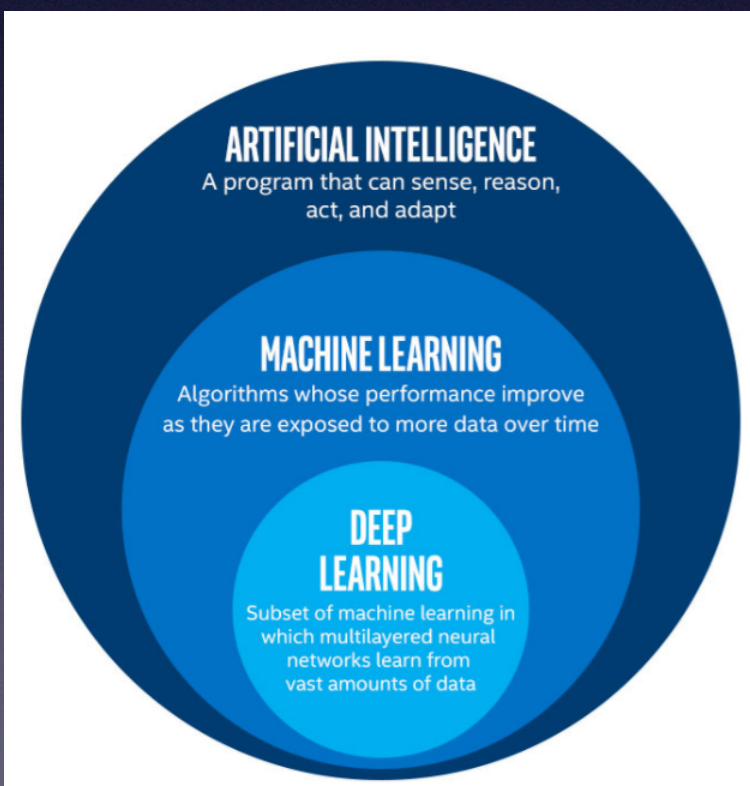 ARTIFICIAL INTELLIGENCE
A program that can sense, reason,
act, and adapt
MACHINE LEARNING
Algorithms whose performance improve
as they are exposed to more data over time
DEEP
LEARNING
Subset of machine learning in
which multilayered neural
networks learn from
vast amounts of data